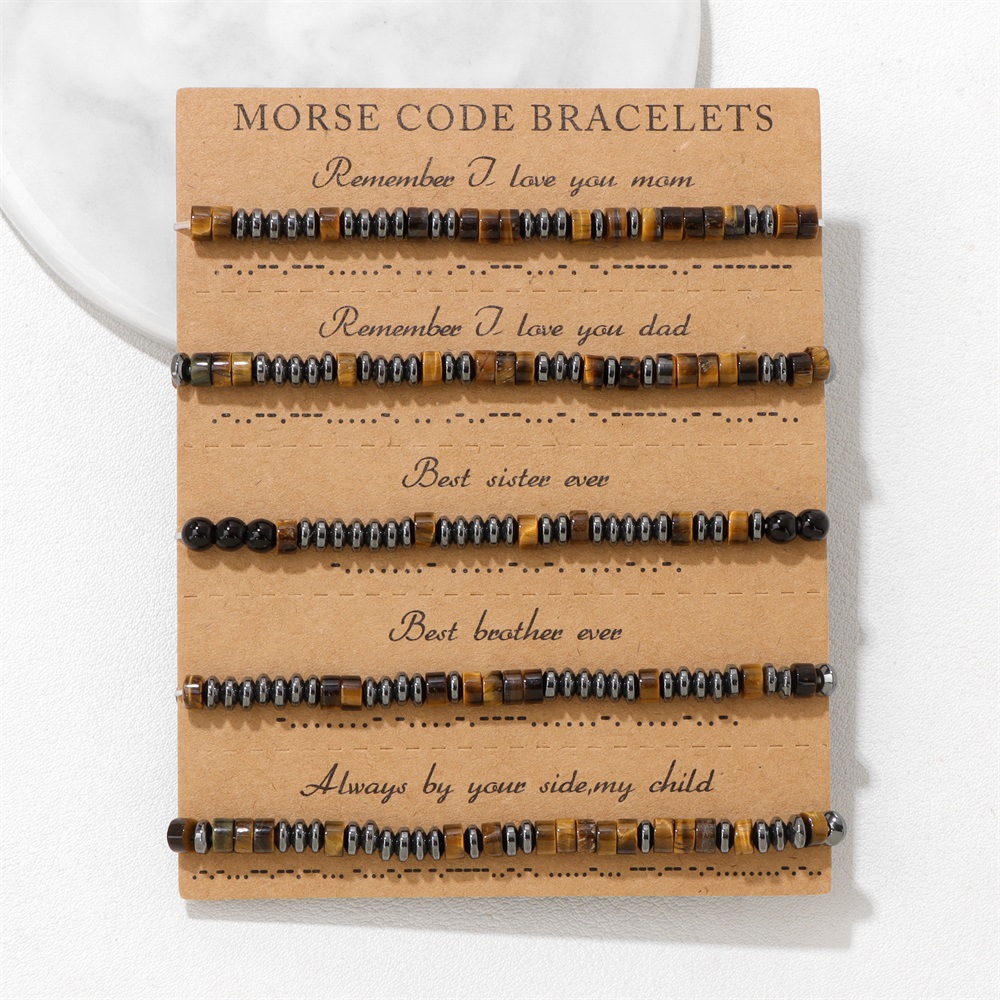 MORSE CODE BRACELETS
Remember I love you mom
Remember I love you dad
Best sister ever
Best brother ever
Always by your side,my child